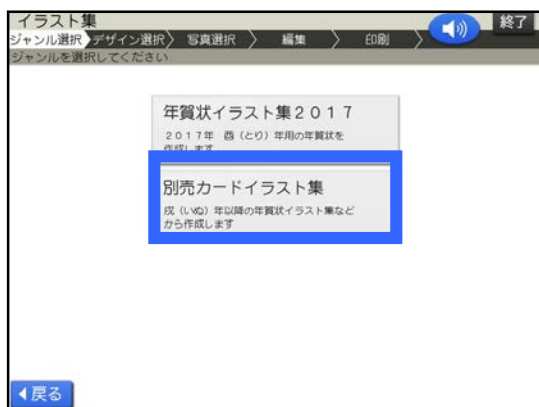 イラスト集
終了
ジャンル選択 デザイン選択 写真選択 編集 印刷
ジャンルを選択してください
年賀状イラスト集2017
2017年 酉（とり）年用の年賀状を
作成します
別売カードイラスト集
戌（いぬ）年以降の年賀状イラスト集など
から作成します
戻る